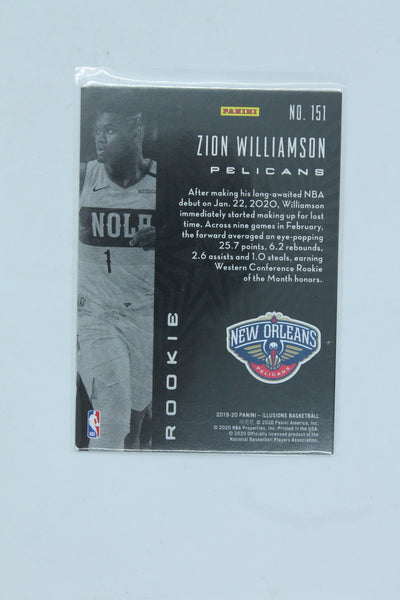 PANINI
NO. 151
ZION WILLIAMSON
PELICANS
After making his long-awaited NBA
debut on Jan. 22, 2020, Williamson
immediately started making up for lost
time. Across nine games in February,
the forward averaged an eye-popping
25.7 points, 6.2 rebounds,
2.6 assists and 1.0 steals, earning
Western Conference Rookie
of the Month honors.
NOLA
1
ROOKIE
NEW ORLEANS
PELICANS
2019-20 PANINI – ILLUSIONS BASKETBALL
© 2020 Panini America, Inc.
© 2020 NBA Properties, Inc. Printed in the USA.
© 2020 Officially licensed product of the
National Basketball Players Association.
NBA